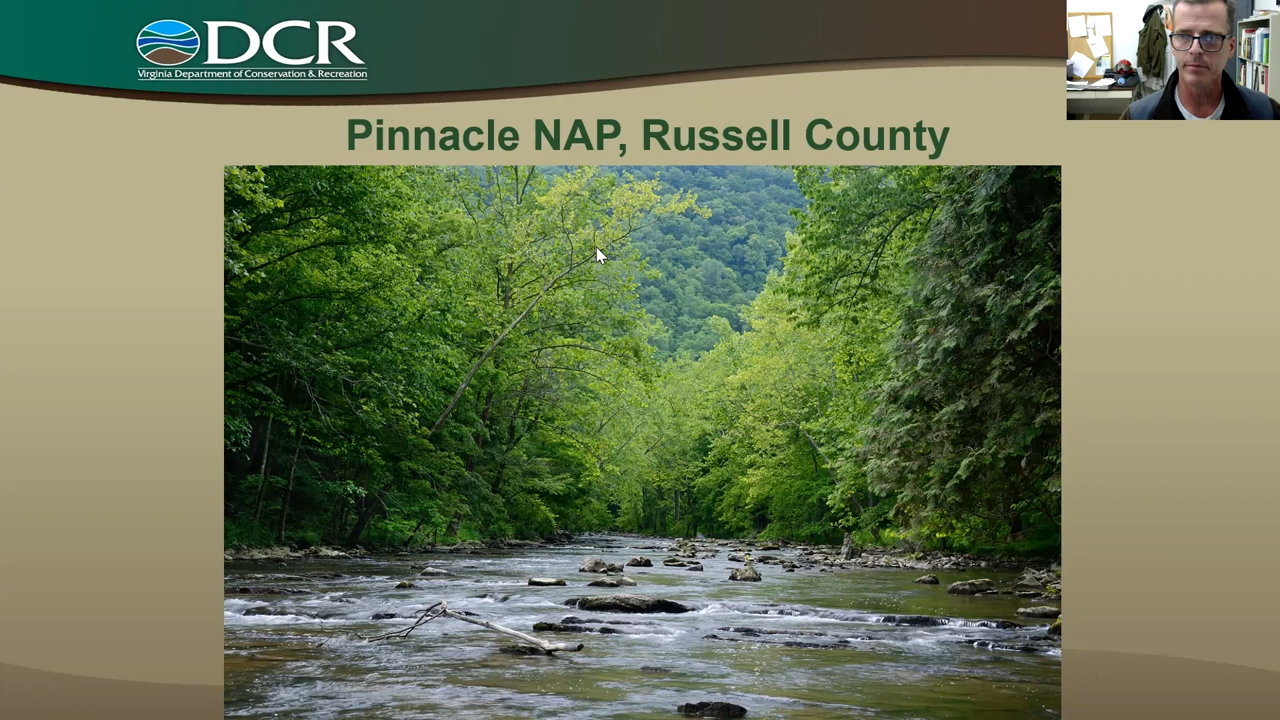 DCR
Virginia Department of Conservation & Recreation
Pinnacle NAP, Russell County